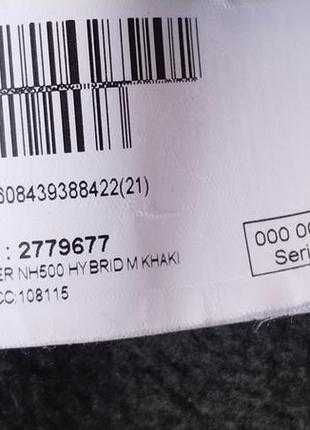 608439388422(21)
: 2779677
ER NH500 HYBRID M KHAKI
CC:108115
000 00
Seri